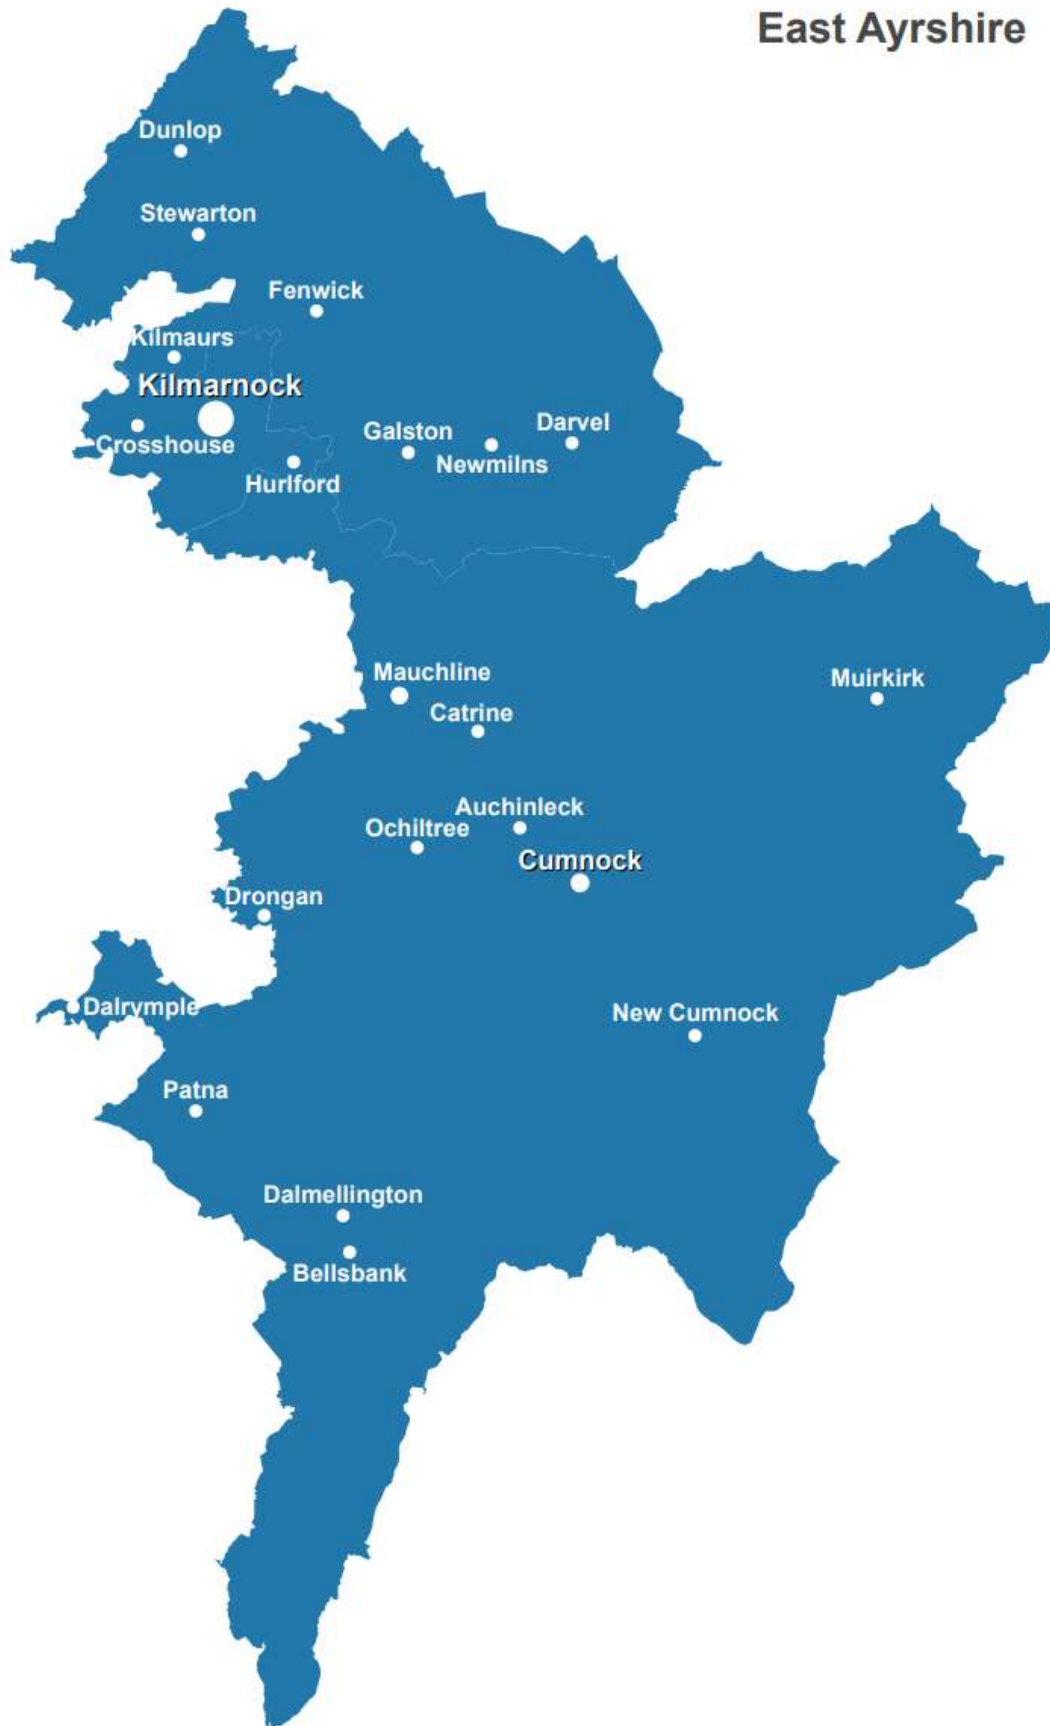 East Ayrshire
Dunlop
Stewarton
Fenwick
Kilmaurs
Kilmarnock
Crosshouse
Hurlford
Galston
Newmilns
Darvel
Mauchline
Catrine
Muirkirk
Auchinleck
Ochiltree
Cumnock
Drongan
Dalrymple
New Cumnock
Patna
Dalmellington
Bellsbank